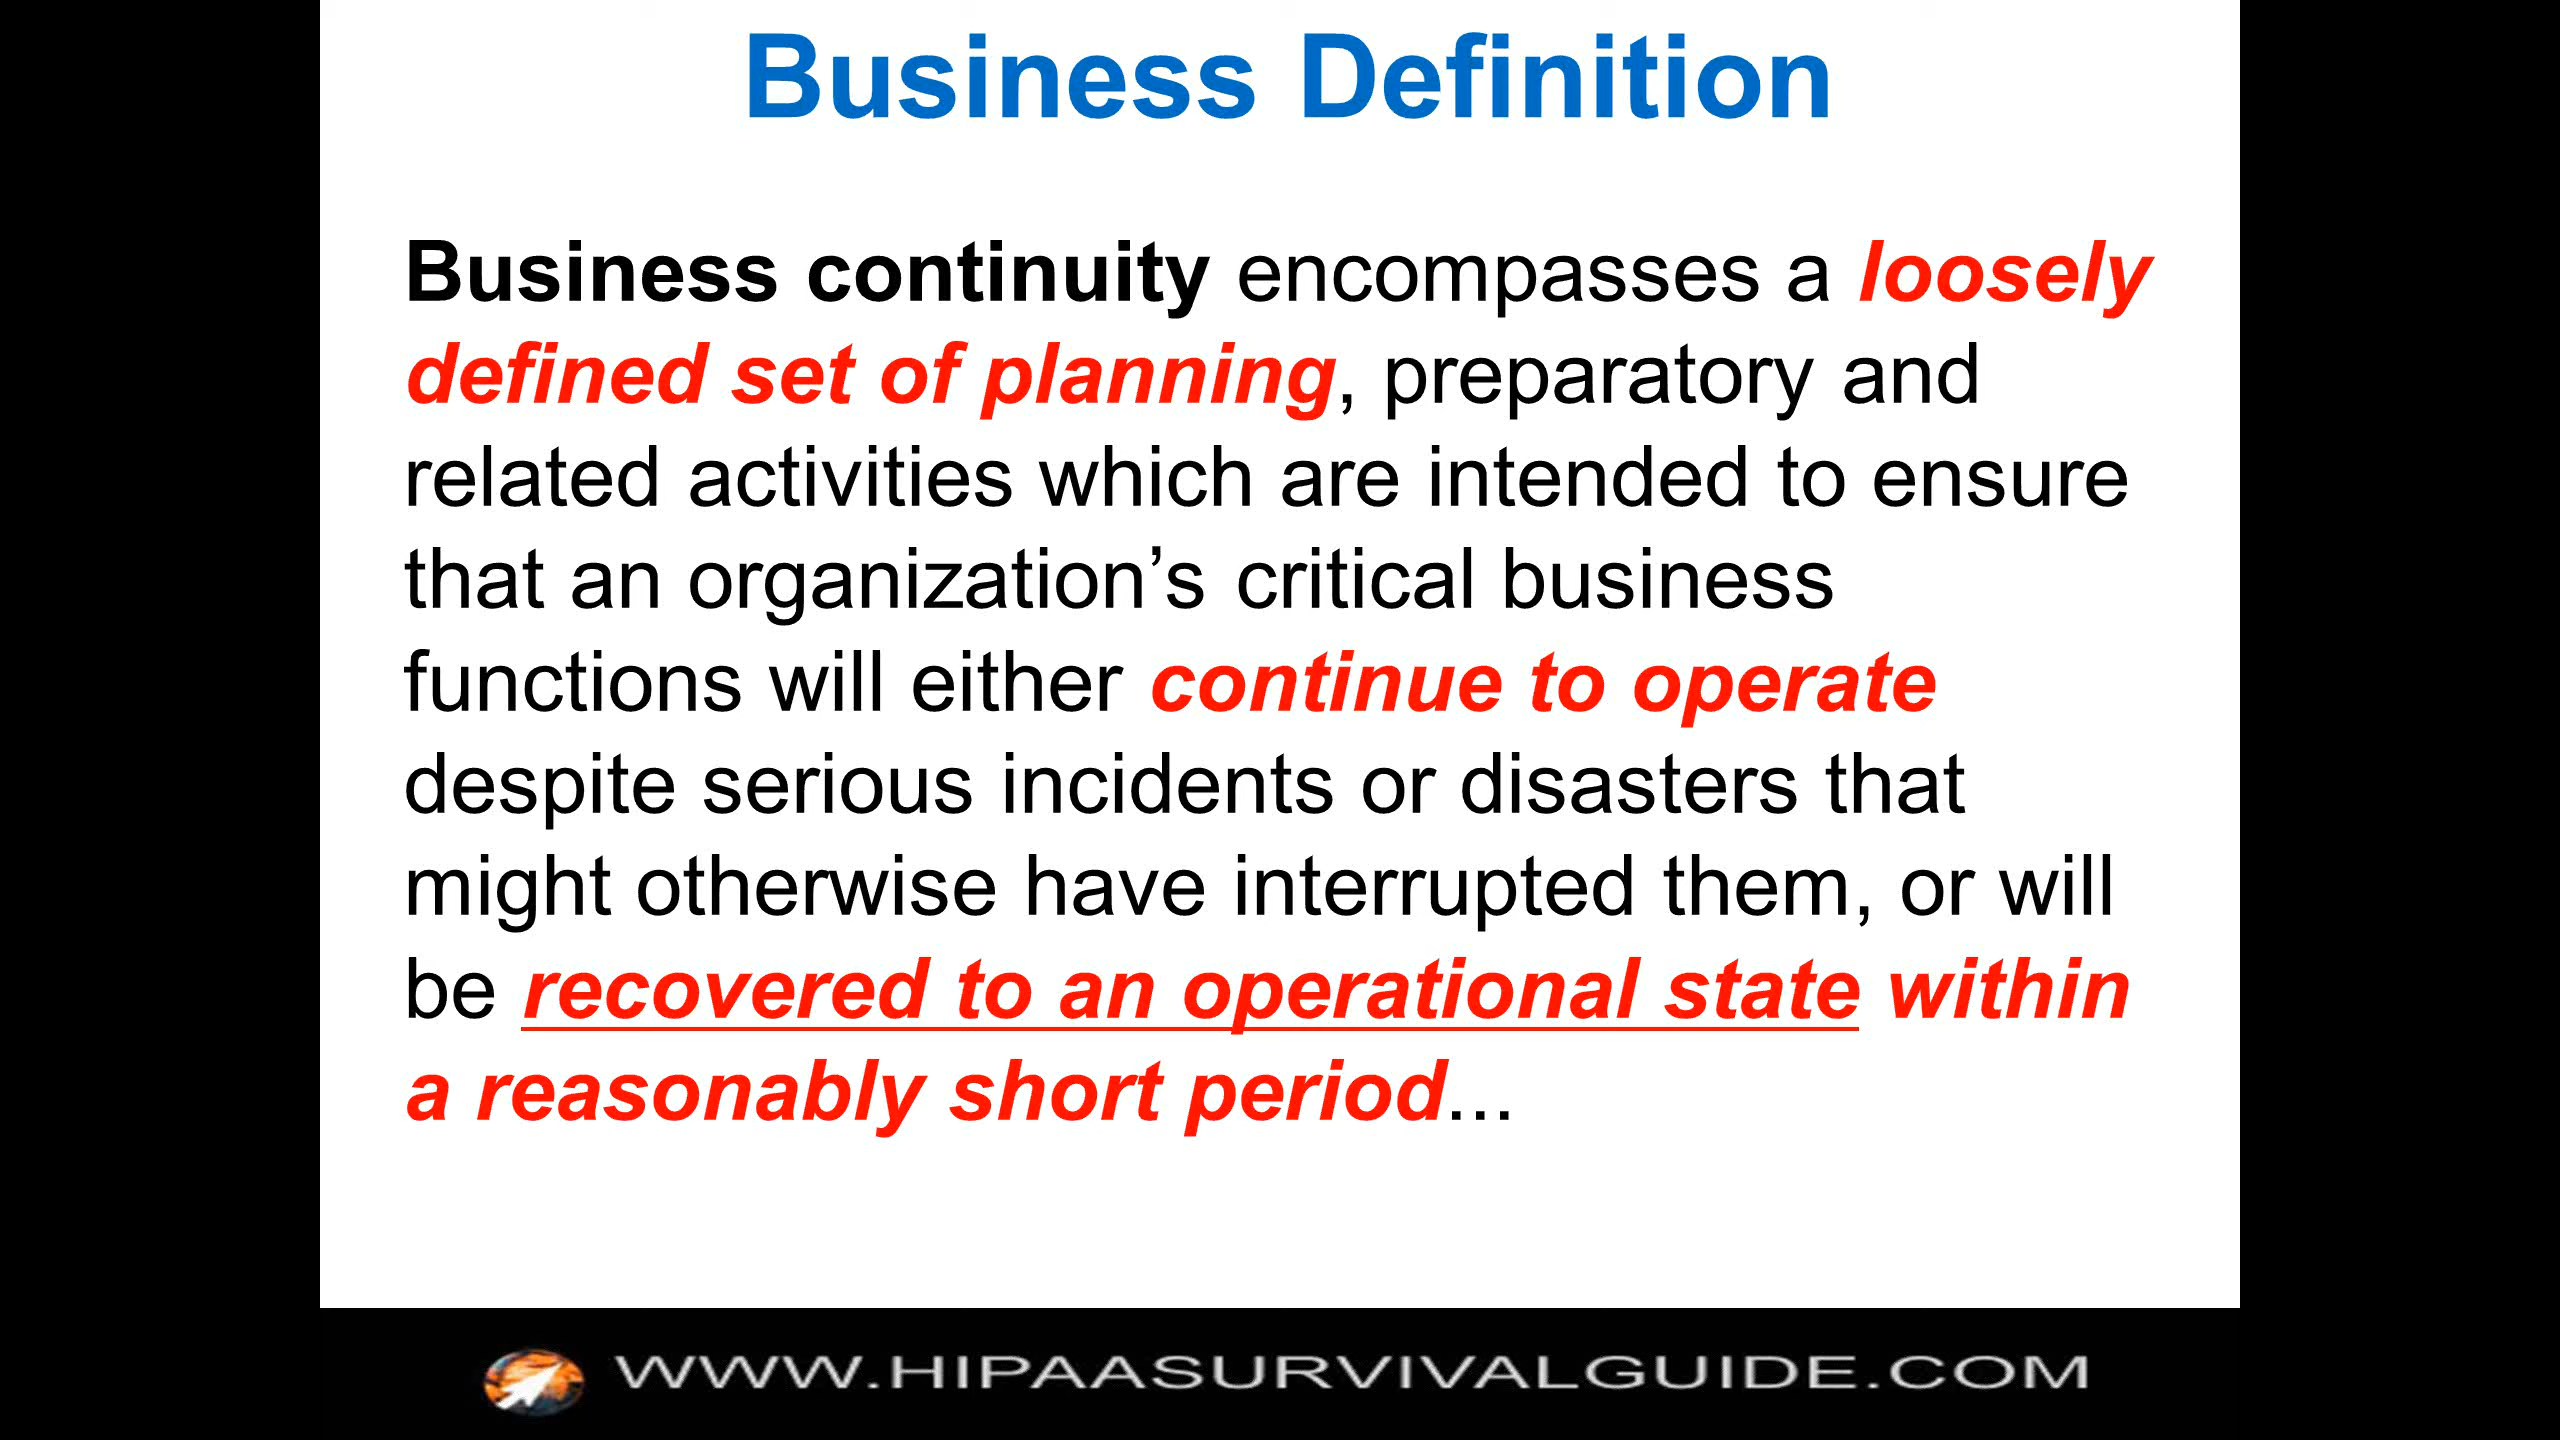 Business Definition
Business continuity encompasses a loosely
defined set of planning, preparatory and
related activities which are intended to ensure
that an organization’s critical business
functions will either continue to operate
despite serious incidents or disasters that
might otherwise have interrupted them, or will
be recovered to an operational state within
a reasonably short period...
WWW.HIPAASURVIVALGUIDE.COM